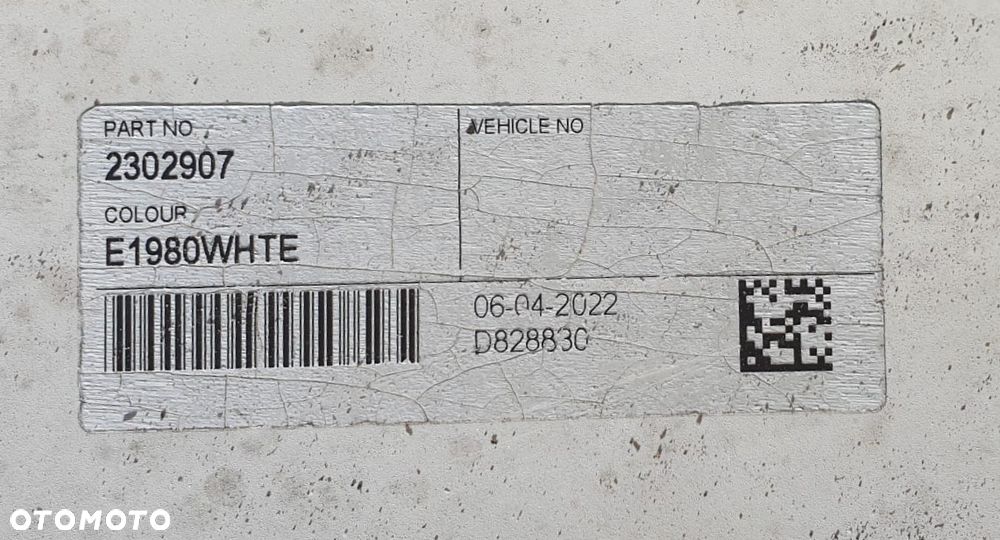 PART NO
2302907
COLOUR
E1980WHTE
VEHICLE NO
06-04-2022
D828830
OTOMOTO